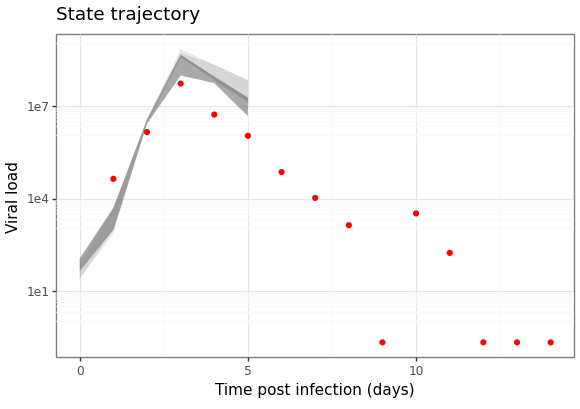 State trajectory
Viral load
1e7
1e4
1e1
0
5
10
Time post infection (days)